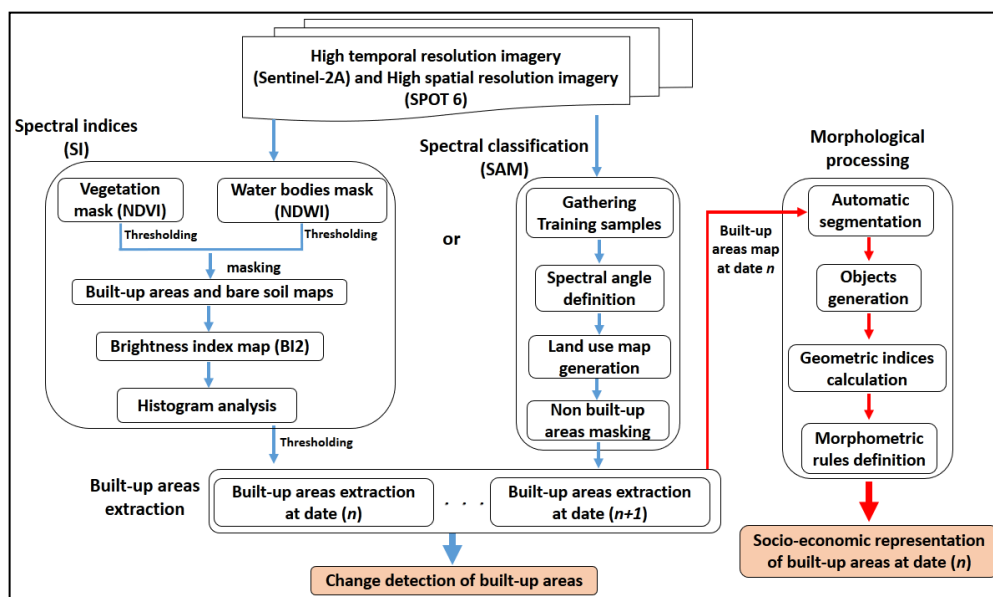 High temporal resolution imagery
(Sentinel-2A) and High spatial resolution imagery
(SPOT 6)
Spectral indices
(SI)
Vegetation
mask (NDVI)
Water bodies mask
(NDWI)
Thresholding
Thresholding
masking
Built-up areas and bare soil maps
Brightness index map (BI2)
Histogram analysis
Thresholding
or
Spectral classification
(SAM)
Gathering
Training samples
Spectral angle
definition
Land use map
generation
Non built-up
areas masking
Built-up areas
extraction
Built-up areas extraction
at date (n)
. . .
Built-up areas extraction
at date (n+1)
Change detection of built-up areas
Built-up
areas map
at date n
Morphological
processing
Automatic
segmentation
Objects
generation
Geometric indices
calculation
Morphometric
rules definition
Socio-economic representation
of built-up areas at date (n)